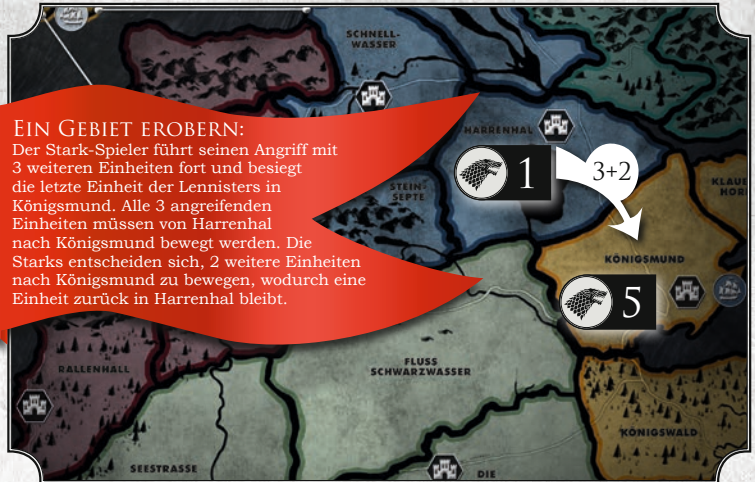 SCHNELL-
WASSER
HARRENHAL
1
3+2
STEIN-
SEPTE
EIN GEBIET EROBERN:
Der Stark-Spieler führt seinen Angriff mit
3 weiteren Einheiten fort und besiegt
die letzte Einheit der Lennisters in
Königsmund. Alle 3 angreifenden
Einheiten müssen von Harrenhal
nach Königsmund bewegt werden. Die
Starks entscheiden sich, 2 weitere Einheiten
nach Königsmund zu bewegen, wodurch eine
Einheit zurück in Harrenhal bleibt.
KÖNIGSMUND
5
RALLENHALL
FLUSS
SCHWARZWASSER
KÖNIGSWALD
SEESTRASSE
DIE